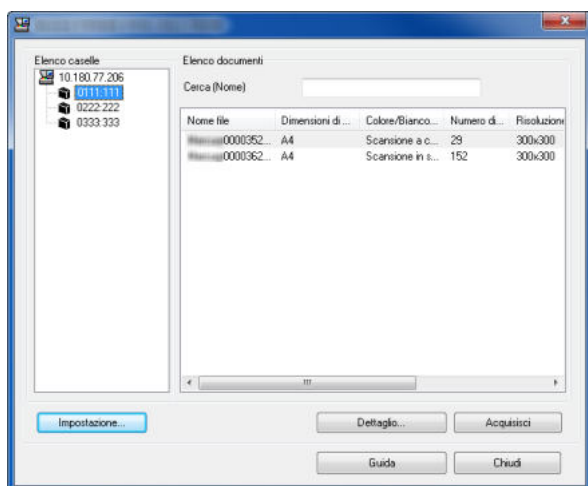 Elenco caselle
10.180.77.206
0111:111
0222:222
0333:333
Elenco documenti
Cerca (Nome)
Nome file Dimensioni di ... Colore/Bianco... Numero d... Risoluzione
0000352... A4 Scansione a c... 29 300x300
0000362... A4 Scansione in s... 152 300x300
Impostazione... Dettaglio... Acquisisci
Guida Chiudi